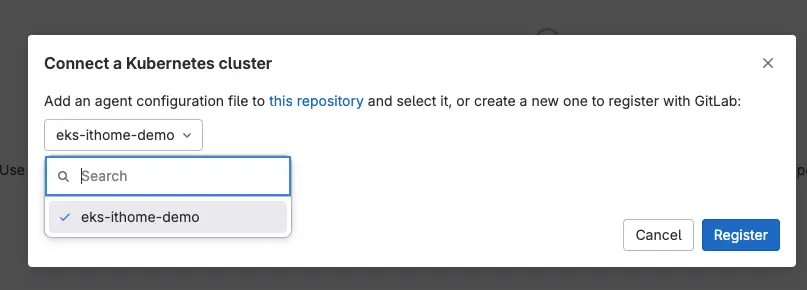 Connect a Kubernetes cluster
Add an agent configuration file to this repository and select it, or create a new one to register with GitLab:
eks-ithome-demo
Use
Search
eks-ithome-demo
Cancel
Register